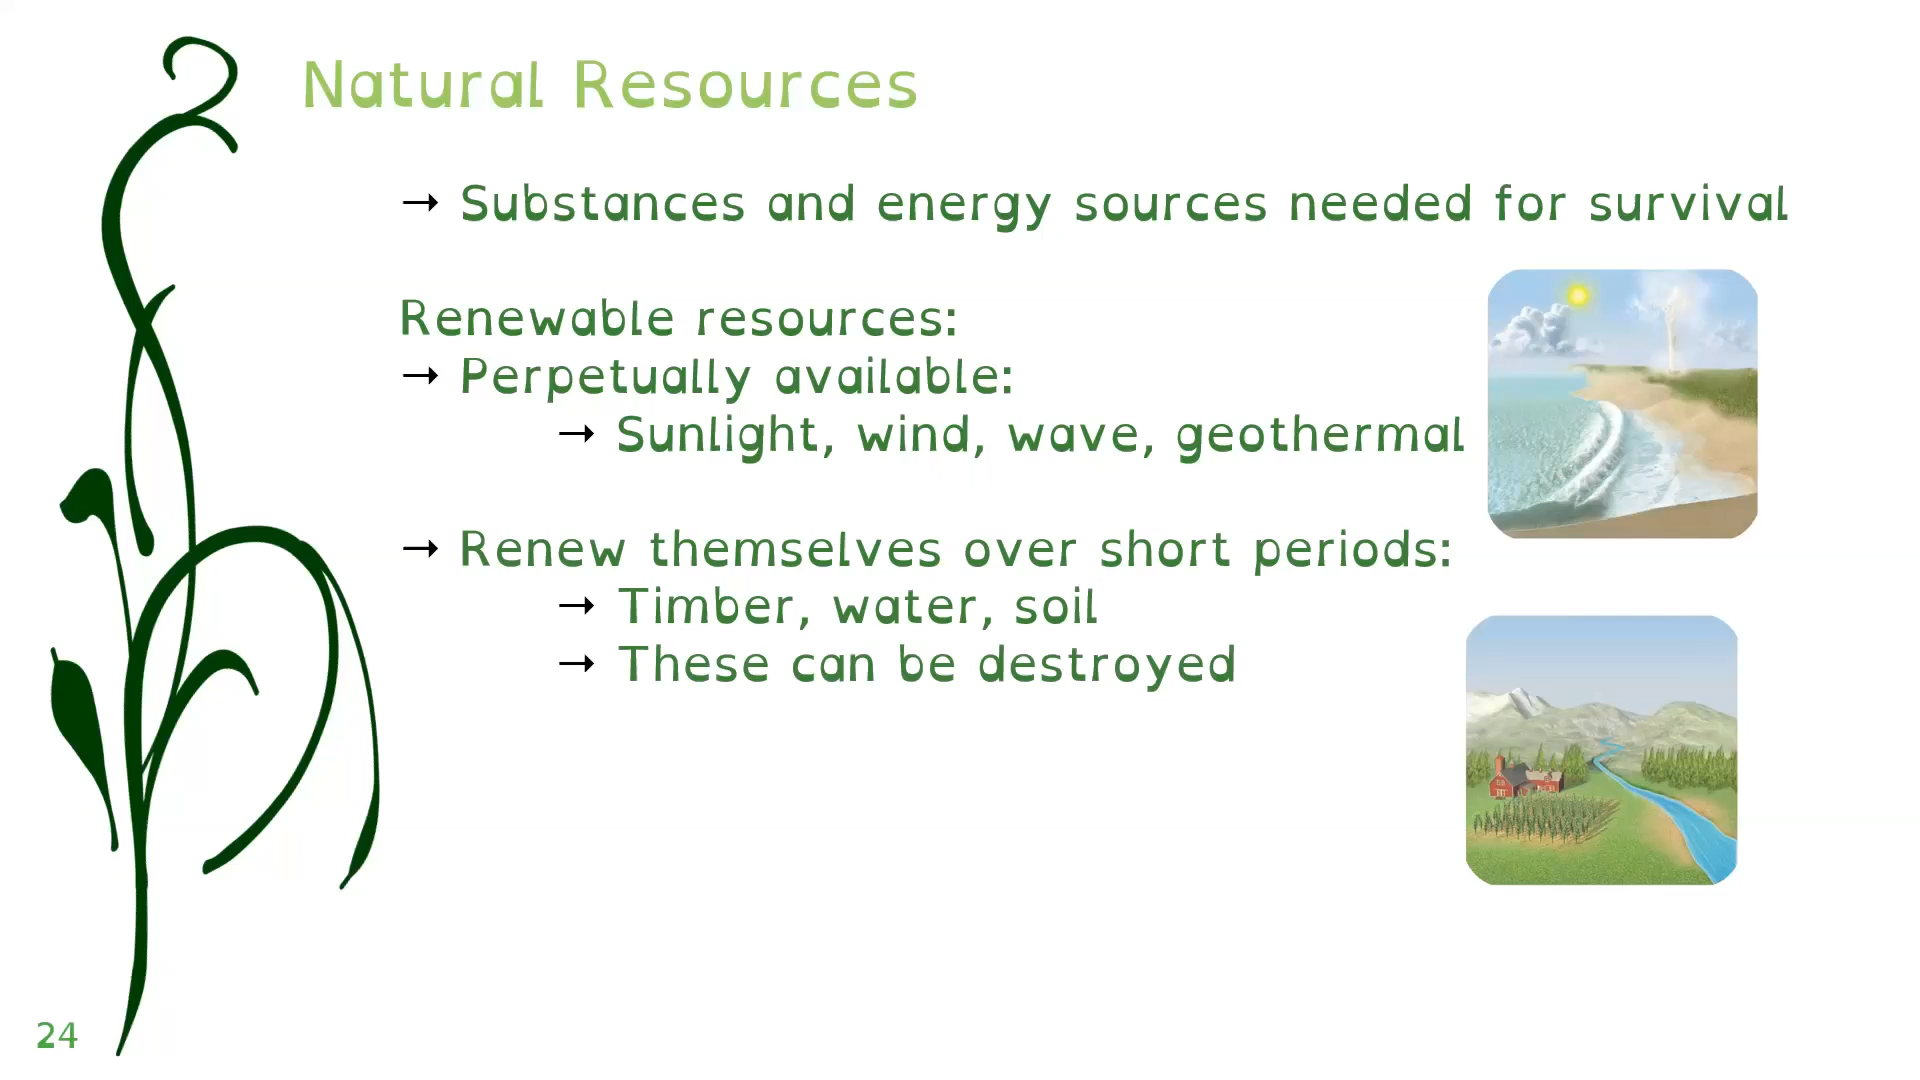 Natural Resources
→ Substances and energy sources needed for survival
Renewable resources:
→ Perpetually available:
→ Sunlight, wind, wave, geothermal
→ Renew themselves over short periods:
→ Timber, water, soil
→ These can be destroyed
24